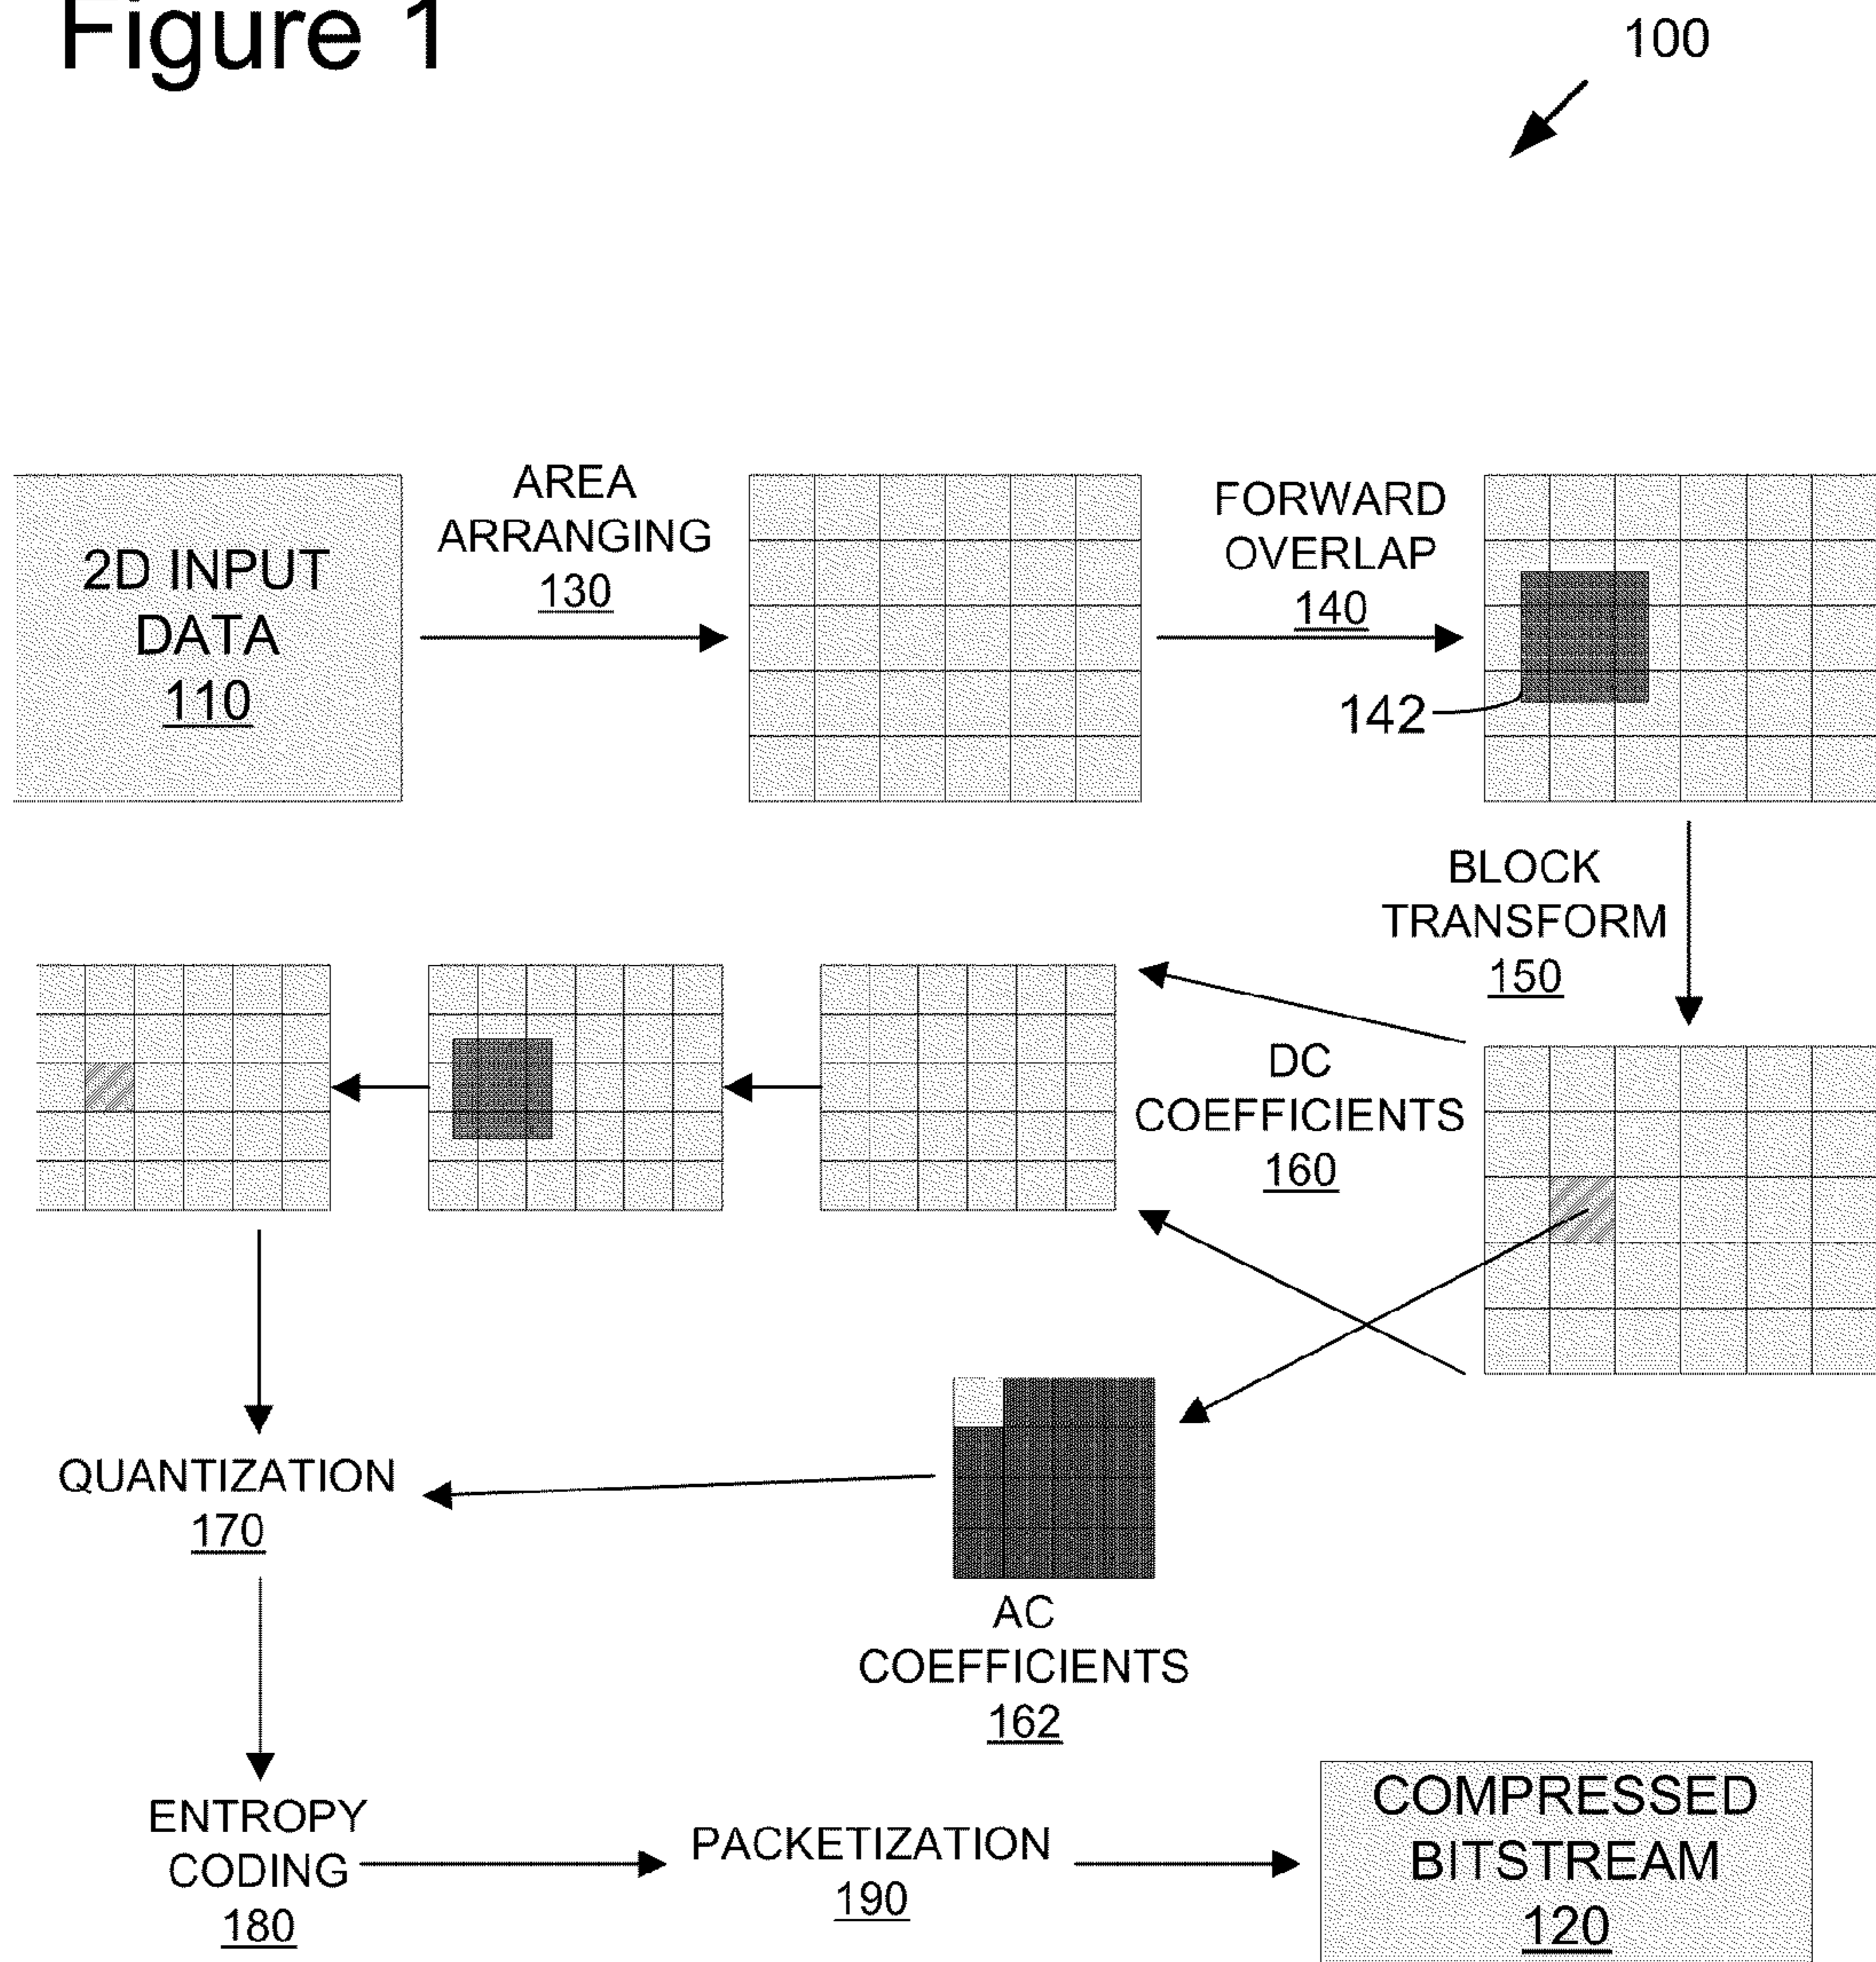 Figure 1
100
2D INPUT
DATA
110
AREA
ARRANGING
130
FORWARD
OVERLAP
140
142
BLOCK
TRANSFORM
150
DC
COEFFICIENTS
160
QUANTIZATION
170
AC
COEFFICIENTS
162
ENTROPY
CODING
180
PACKETIZATION
190
COMPRESSED
BITSTREAM
120